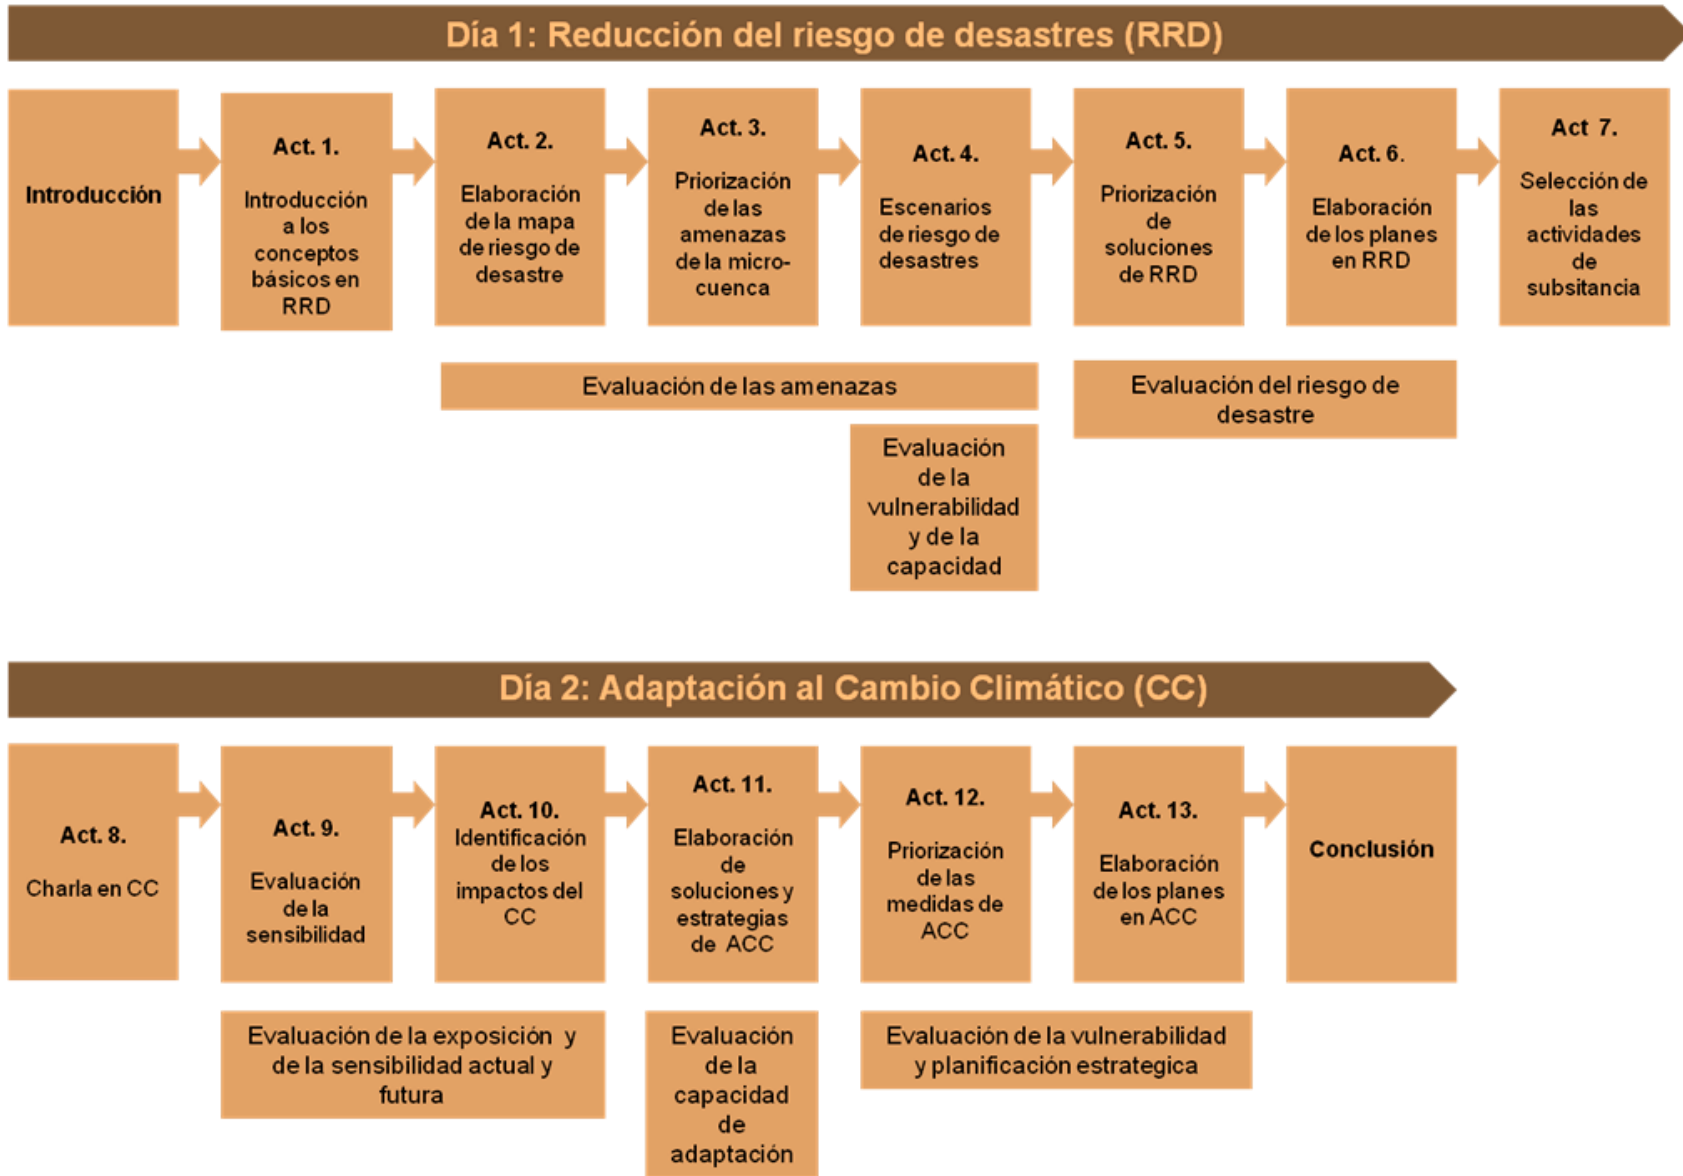 Día 1: Reducción del riesgo de desastres (RRD)
Introducción
Act. 1.
Introducción
a los
conceptos
básicos en
RRD
Act. 2.
Elaboración
de la mapa
de riesgo de
desastre
Act. 3.
Priorización
de las
amenazas
de la micro-
cuenca
Act. 4.
Escenarios
de riesgo de
desastres
Act. 5.
Priorización
de
soluciones
de RRD
Act. 6.
Elaboración
de los planes
en RRD
Act 7.
Selección de
las
actividades
de
subsitancia
Evaluación de las amenazas
Evaluación del riesgo de
desastre
Evaluación
de la
vulnerabilidad
y de la
capacidad
Día 2: Adaptación al Cambio Climático (CC)
Act. 8.
Charla en CC
Act. 9.
Evaluación
de la
sensibilidad
Act. 10.
Identificación
de los
impactos del
CC
Act. 11.
Elaboración
de
soluciones y
estrategias
de ACC
Act. 12.
Priorización
de las
medidas de
ACC
Act. 13.
Elaboración
de los planes
en ACC
Conclusión
Evaluación de la exposición y
de la sensibilidad actual y
futura
Evaluación
de la
capacidad
de
adaptación
Evaluación de la vulnerabilidad
y planificación estrategica